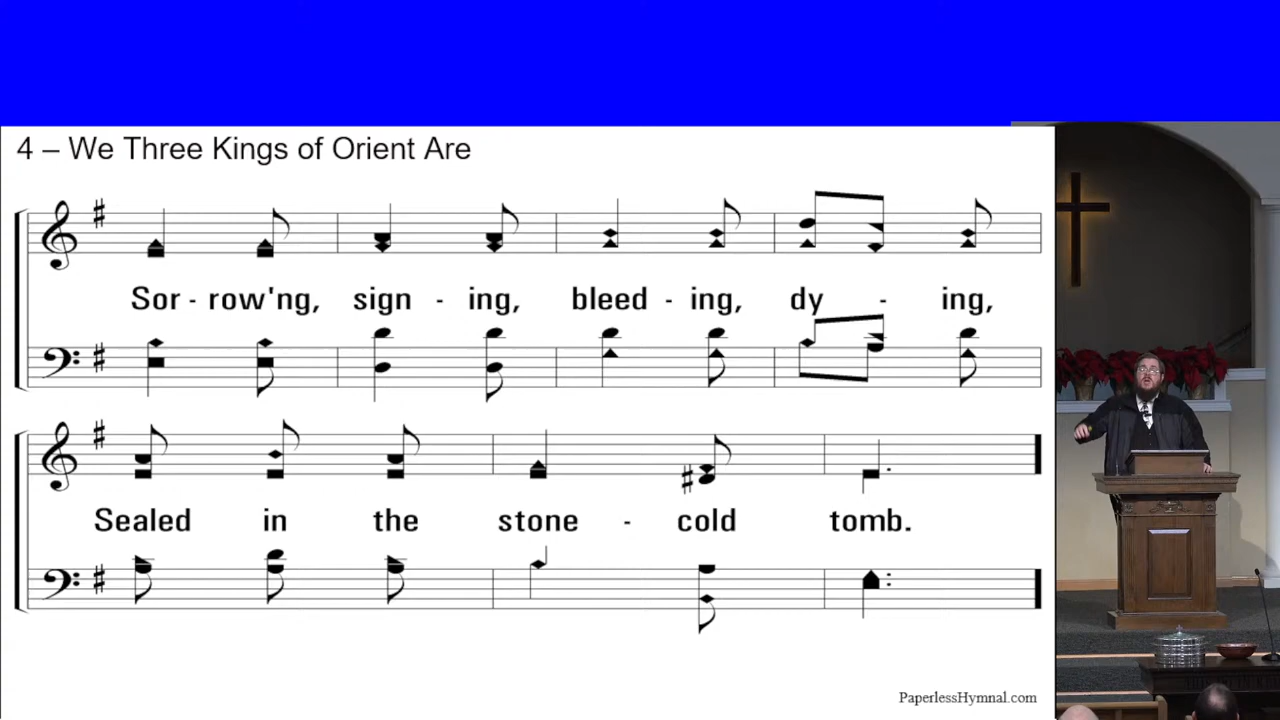 4 – We Three Kings of Orient Are
Sor - row'ng, sign - ing, bleed - ing, dy - ing,
Sealed in the stone - cold tomb.
PaperlessHymnal.com